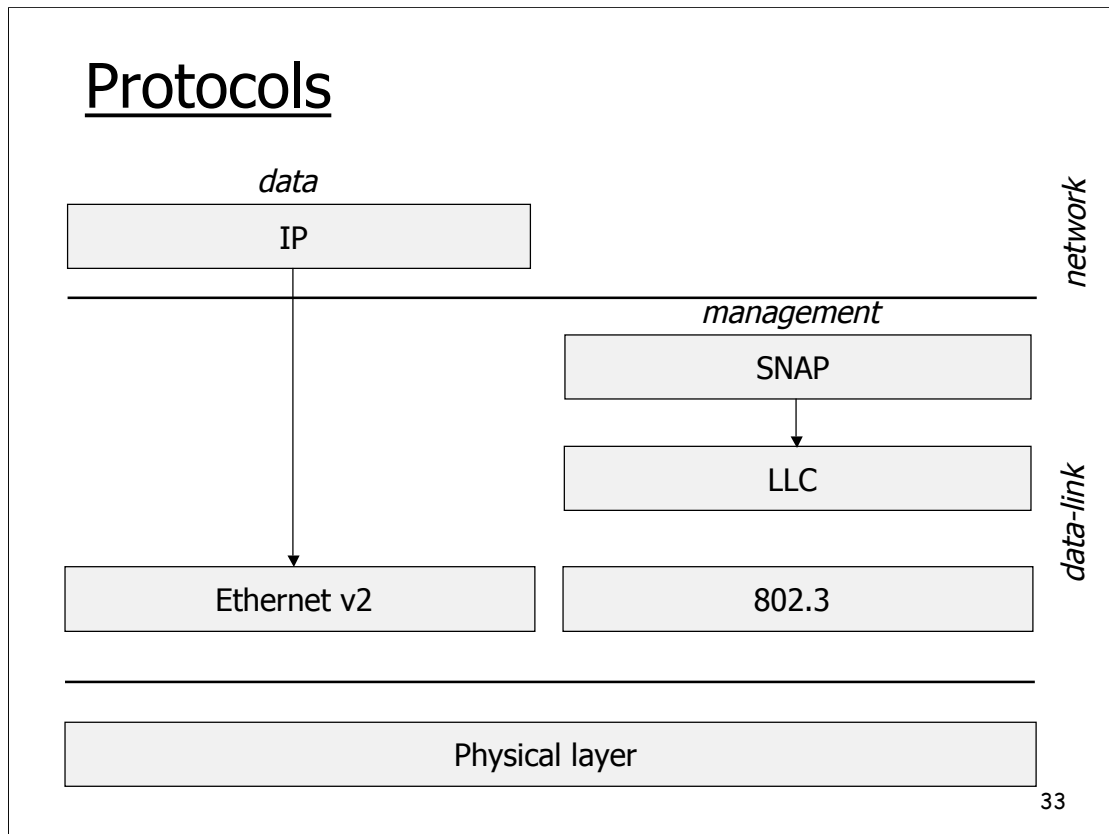 Protocols
data
network
IP
management
SNAP
LLC
data-link
Ethernet v2
802.3
Physical layer
33